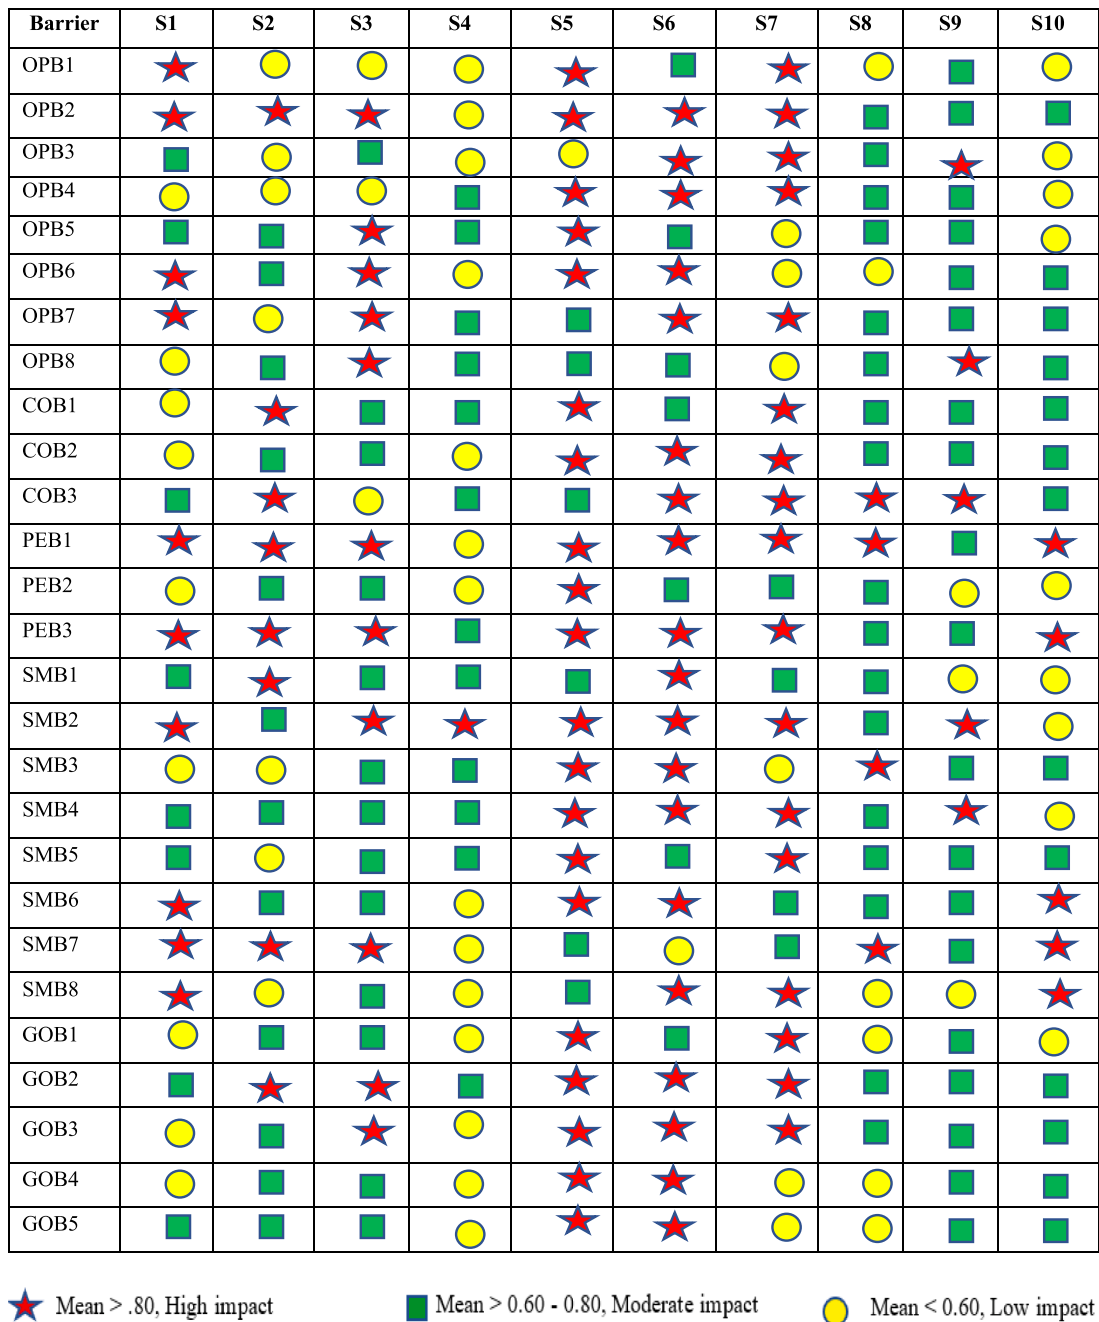 Barrier S1 S2 S3 S4 S5 S6 S7 S8 S9 S10
OPB1
OPB2
OPB3
OPB4
OPB5
OPB6
OPB7
OPB8
COB1
COB2
COB3
PEB1
PEB2
PEB3
SMB1
SMB2
SMB3
SMB4
SMB5
SMB6
SMB7
SMB8
GOB1
GOB2
GOB3
GOB4
GOB5
Mean > .80, High impact Mean > 0.60 - 0.80, Moderate impact Mean < 0.60, Low impact